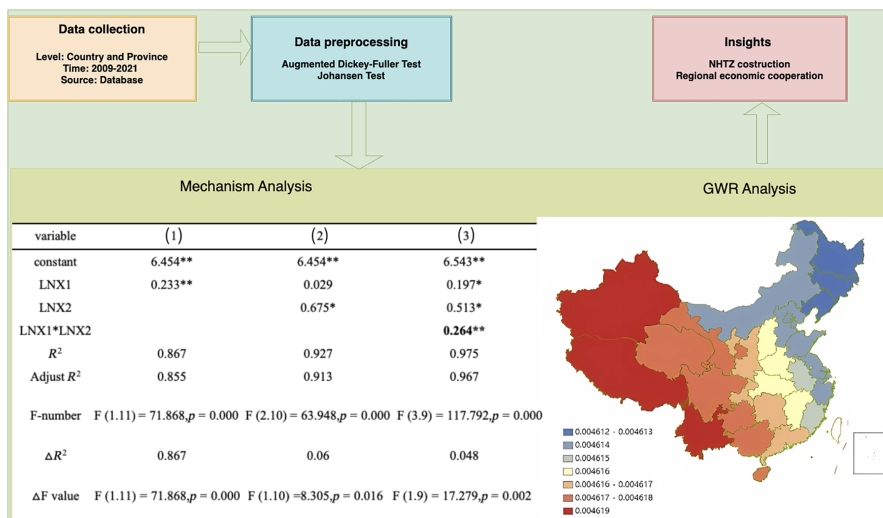 Data collection
Level: Country and Province
Time: 2009-2021
Source: Database
Data preprocessing
Augmented Dickey-Fuller Test
Johansen Test
Insights
NHTZ costruction
Regional economic cooperation
Mechanism Analysis
GWR Analysis
variable (1) (2) (3)
constant 6.454** 6.454** 6.543**
LNX1 0.233** 0.029 0.197*
LNX2 0.675* 0.513*
LNX1*LNX2 0.264**
R² 0.867 0.927 0.975
Adjust R² 0.855 0.913 0.967
F-number F (1.11) = 71.868,p = 0.000 F (2.10) = 63.948,p = 0.000 F (3.9) = 117.792,p = 0.000
△R² 0.867 0.06 0.048
△F value F (1.11) = 71.868,p = 0.000 F (1.10) =8.305,p = 0.016 F (1.9) = 17.279,p = 0.002
0.004612 - 0.004613
0.004614
0.004615
0.004616
0.004616 - 0.004617
0.004617 - 0.004618
0.004619